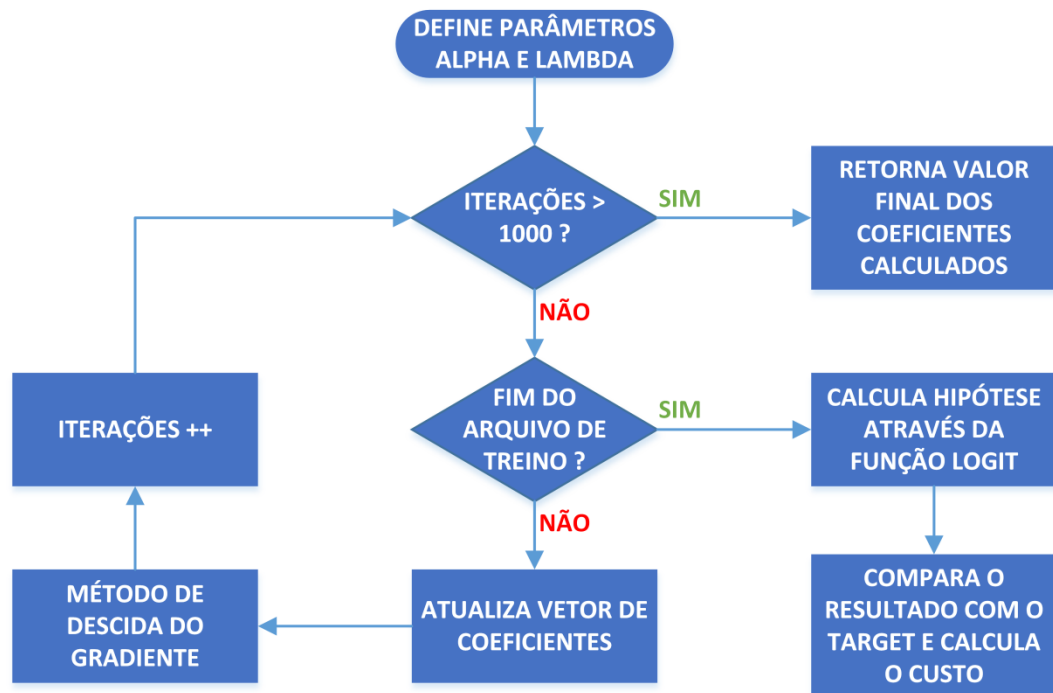 DEFINE PARÂMETROS
ALPHA E LAMBDA
ITERAÇÕES >
1000 ?
SIM
RETORNA VALOR
FINAL DOS
COEFICIENTES
CALCULADOS
NÃO
FIM DO
ARQUIVO DE
TREINO ?
SIM
CALCULA HIPÓTESE
ATRAVÉS DA
FUNÇÃO LOGIT
ITERAÇÕES ++
NÃO
MÉTODO DE
DESCIDA DO
GRADIENTE
ATUALIZA VETOR DE
COEFICIENTES
COMPARA O
RESULTADO COM O
TARGET E CALCULA
O CUSTO